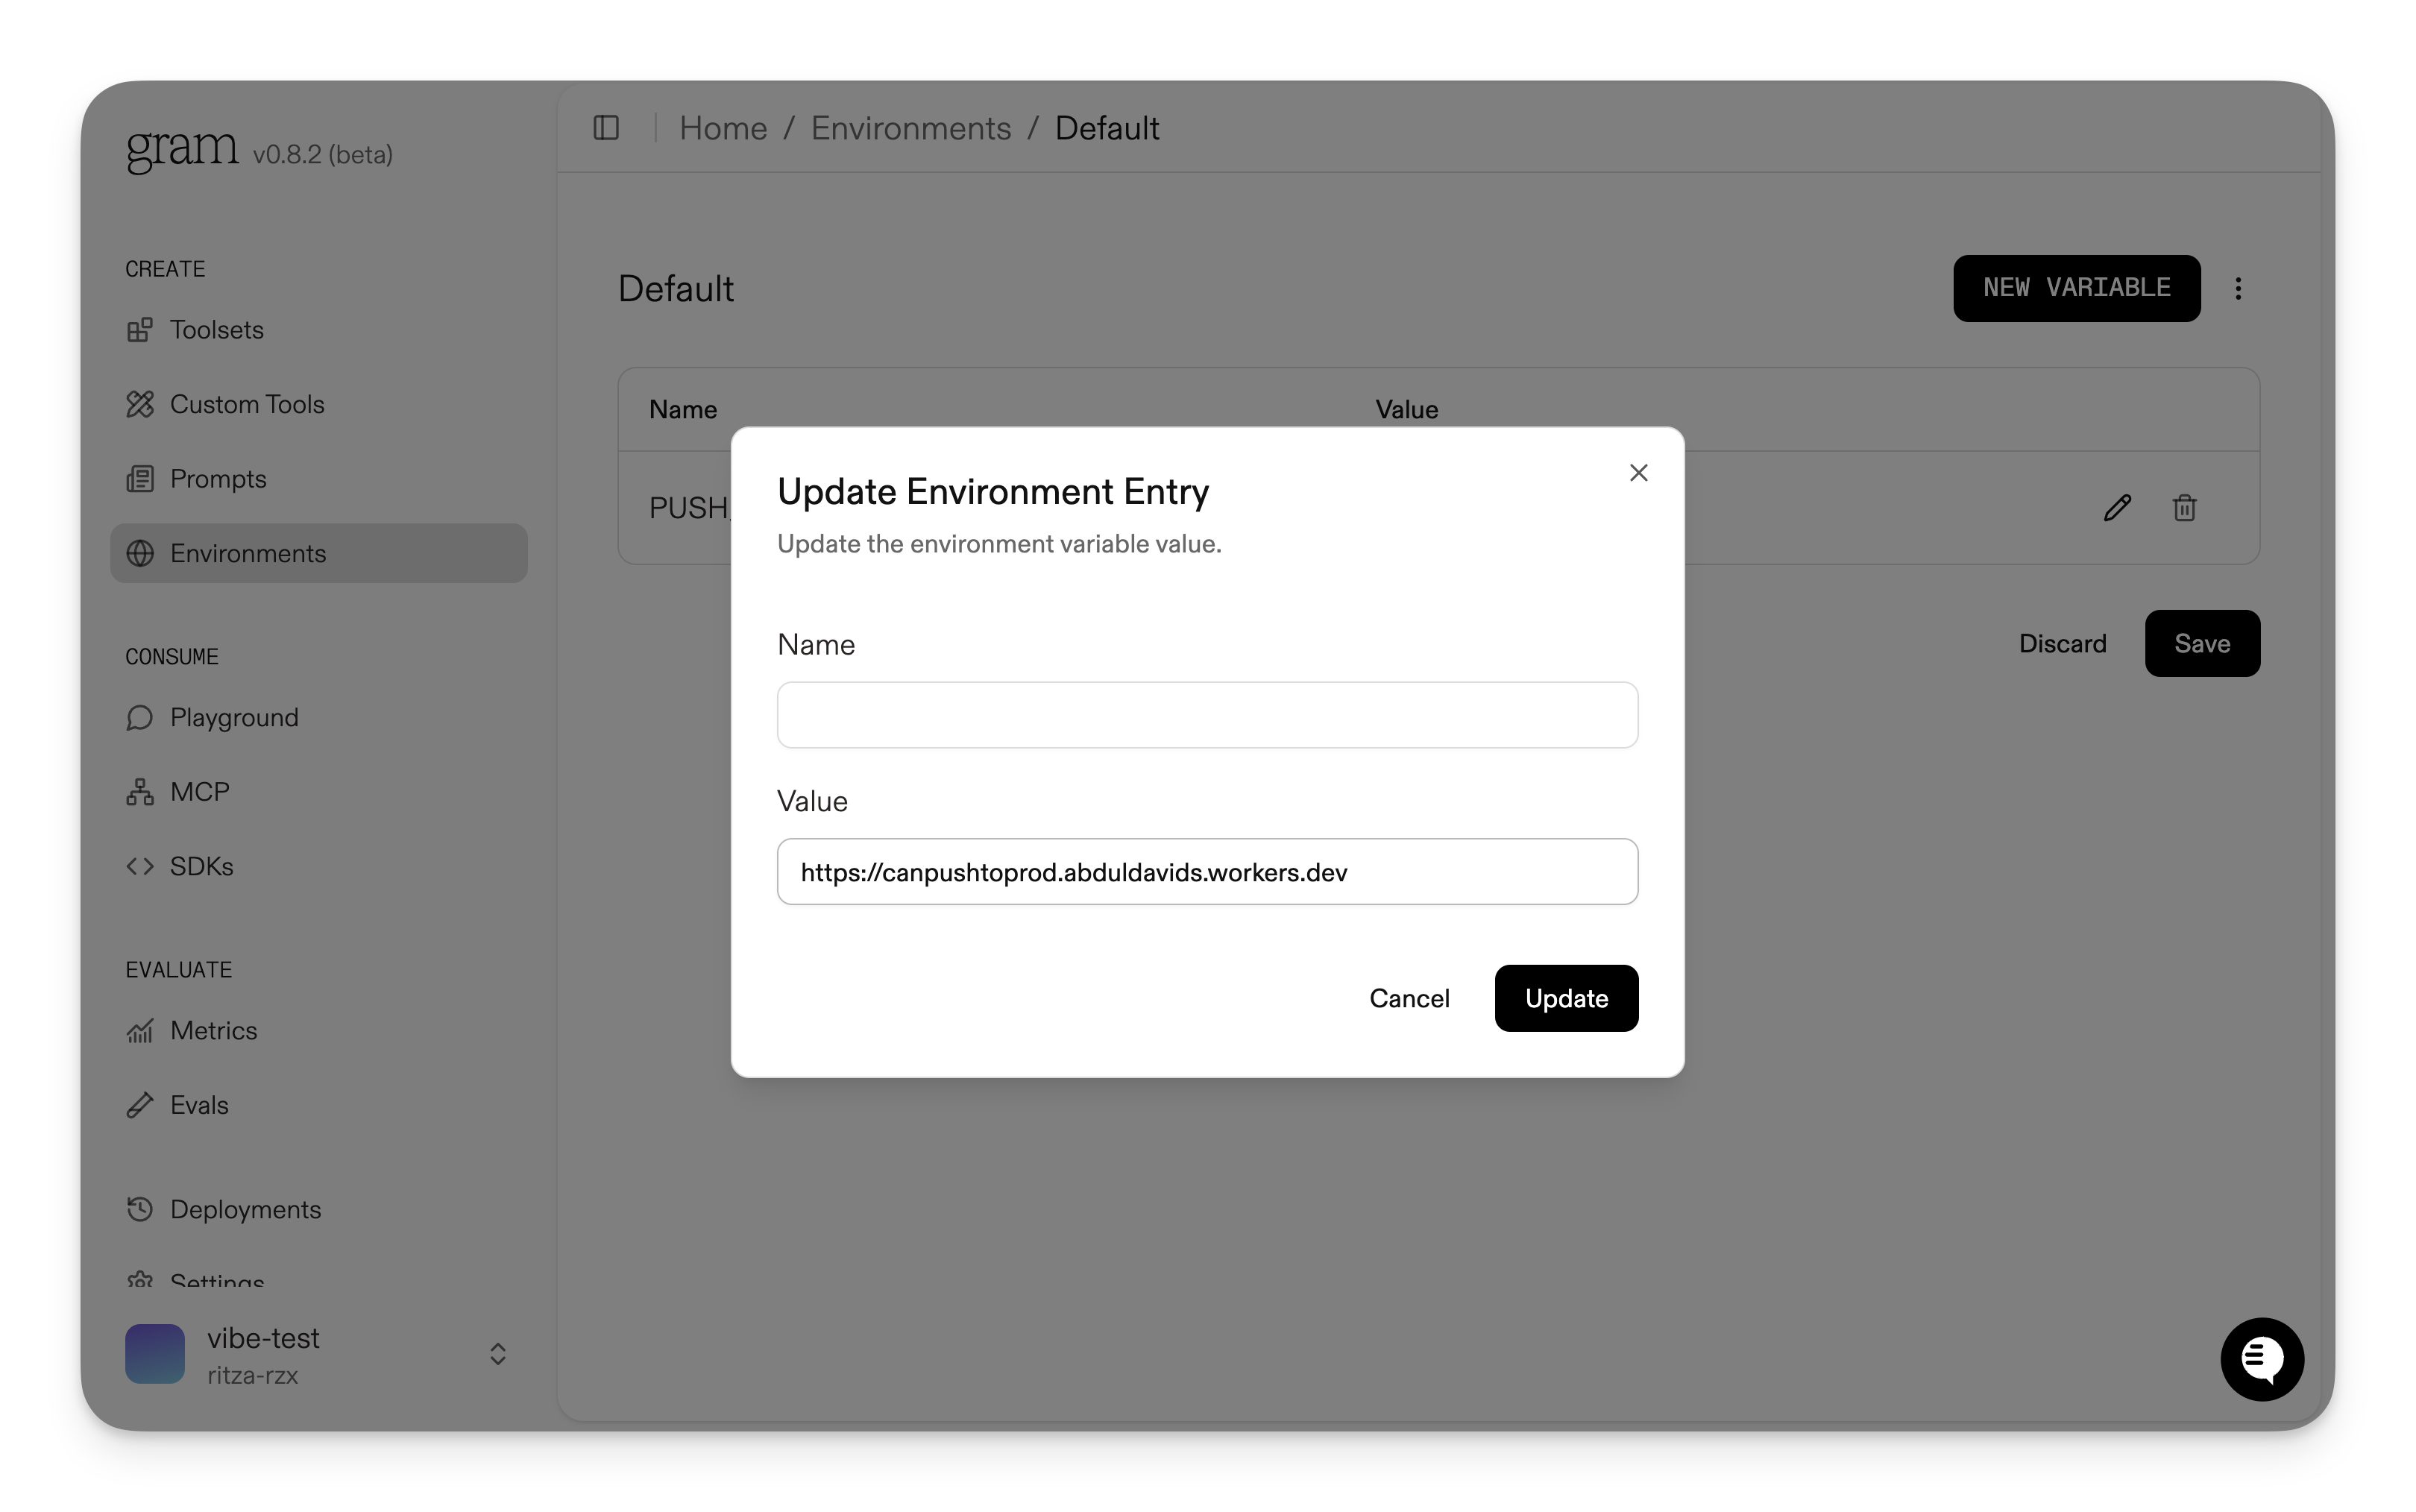 gram v0.8.2 (beta)
CREATE
Toolsets
Custom Tools
Prompts
Environments
CONSUME
Playground
MCP
SDKs
EVALUATE
Metrics
Evals
Deployments
Settings
vibe-test
ritza-rzx
Home / Environments / Default
Default
NEW VARIABLE
Name Value
PUSH_
Discard Save
Update Environment Entry
Update the environment variable value.
Name
Value
https://canpushtoprod.abduldavids.workers.dev
Cancel Update